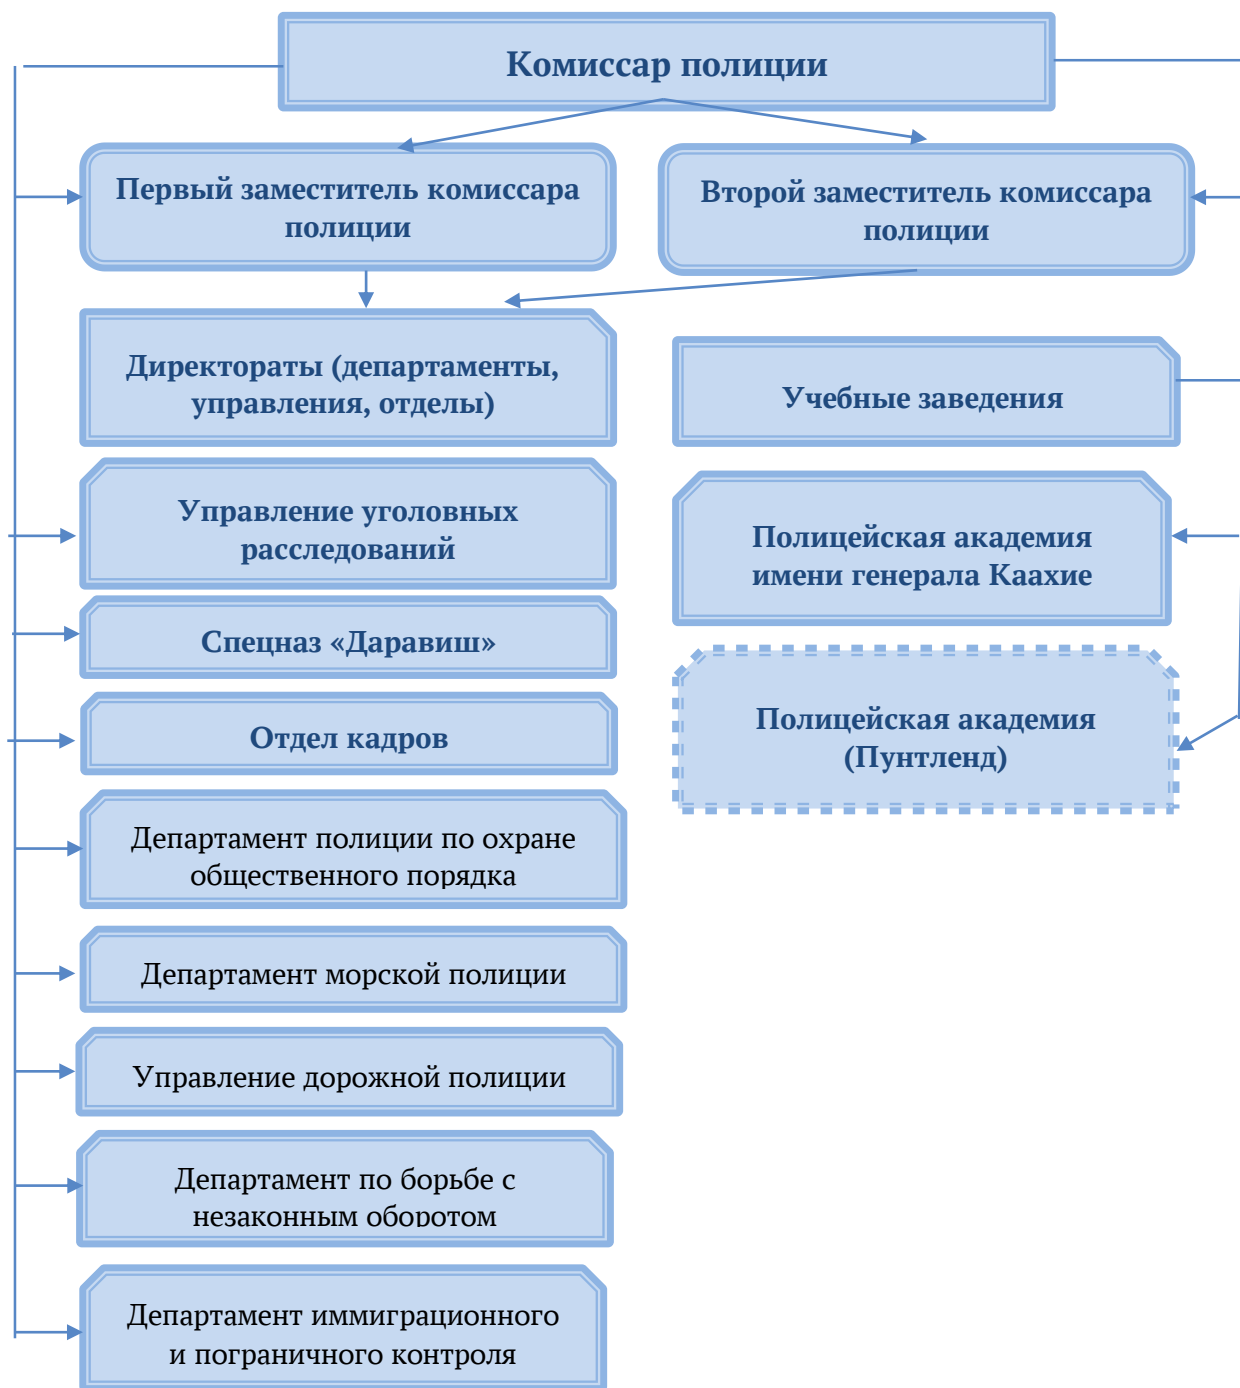 Комиссар полиции
Первый заместитель комиссара
полиции
Второй заместитель комиссара
полиции
Директораты (департаменты,
управления, отделы)
Учебные заведения
Управление уголовных
расследований
Полицейская академия
имени генерала Каахие
Спецназ «Даравиш»
Отдел кадров
Полицейская академия
(Пунтленд)
Департамент полиции по охране
общественного порядка
Департамент морской полиции
Управление дорожной полиции
Департамент по борьбе с
незаконным оборотом
Департамент иммиграционного
и пограничного контроля